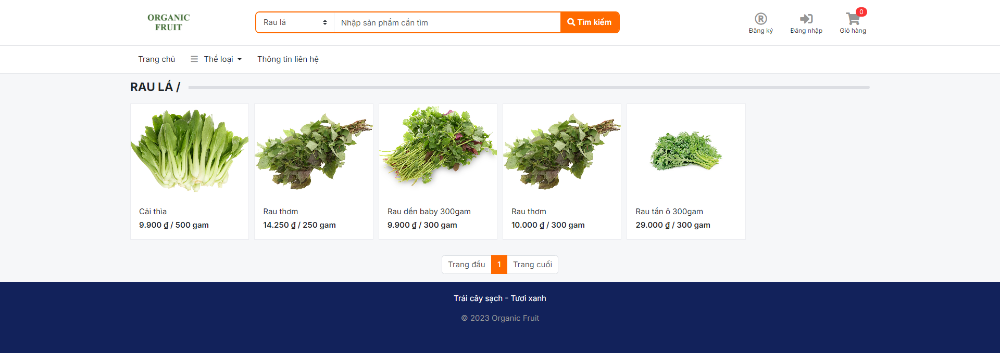 ORGANIC
FRUIT
Rau lá
Nhập sản phẩm cần tìm
Tìm kiếm
Đăng ký
Đăng nhập
0
Giỏ hàng
Trang chủ
Thể loại
Thông tin liên hệ
RAU LÁ /
Cải thìa
9.900 ₫ / 500 gam
Rau thơm
14.250 ₫ / 250 gam
Rau dền baby 300gam
9.900 ₫ / 300 gam
Rau thơm
10.000 ₫ / 300 gam
Rau tần ô 300gam
29.000 ₫ / 300 gam
Trang đầu 1 Trang cuối
Trái cây sạch - Tươi xanh
© 2023 Organic Fruit